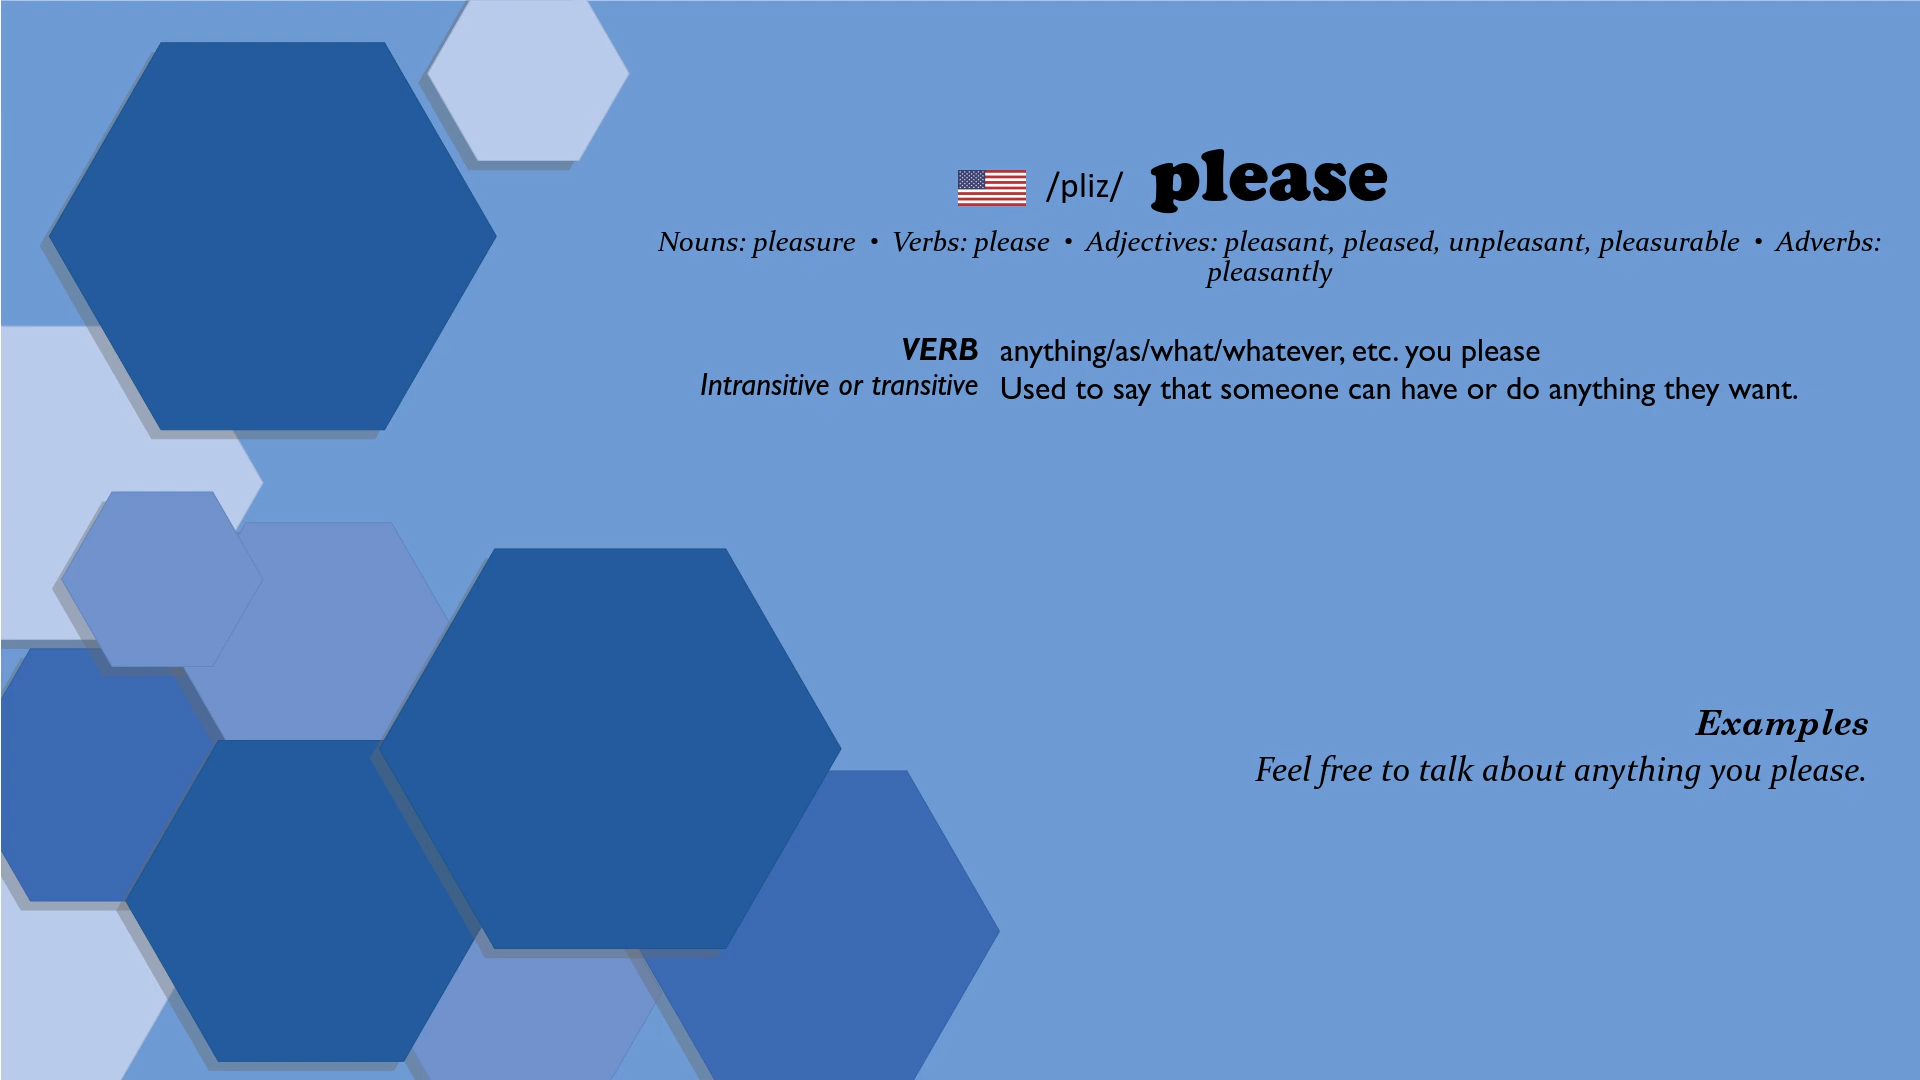 /pliz/ please
Nouns: pleasure • Verbs: please • Adjectives: pleasant, pleased, unpleasant, pleasurable • Adverbs:
pleasantly
VERB anything/as/what/whatever, etc. you please
Intransitive or transitive Used to say that someone can have or do anything they want.
Examples
Feel free to talk about anything you please.